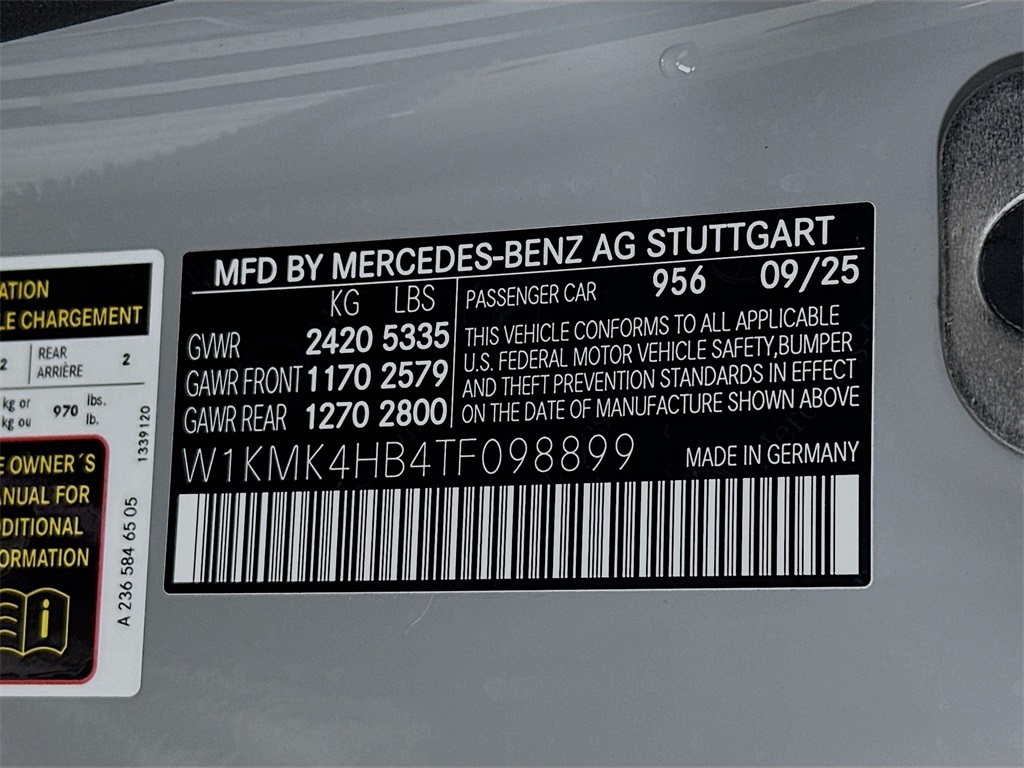 MFD BY MERCEDES-BENZ AG STUTTGART
KG LBS
GVWR 2420 5335
GAWR FRONT 1170 2579
GAWR REAR 1270 2800
PASSENGER CAR 956 09/25
THIS VEHICLE CONFORMS TO ALL APPLICABLE
U.S. FEDERAL MOTOR VEHICLE SAFETY,BUMPER
AND THEFT PREVENTION STANDARDS IN EFFECT
ON THE DATE OF MANUFACTURE SHOWN ABOVE
W1KMK4HB4TF098899 MADE IN GERMANY
ATION
LE CHARGEMENT
2 REAR 2
ARRIÈRE
kg or 970 lbs.
kg ou lb.
1339120
E OWNER´S
ANUAL FOR
DDITIONAL
ORMATION
i
A 236 584 65 05